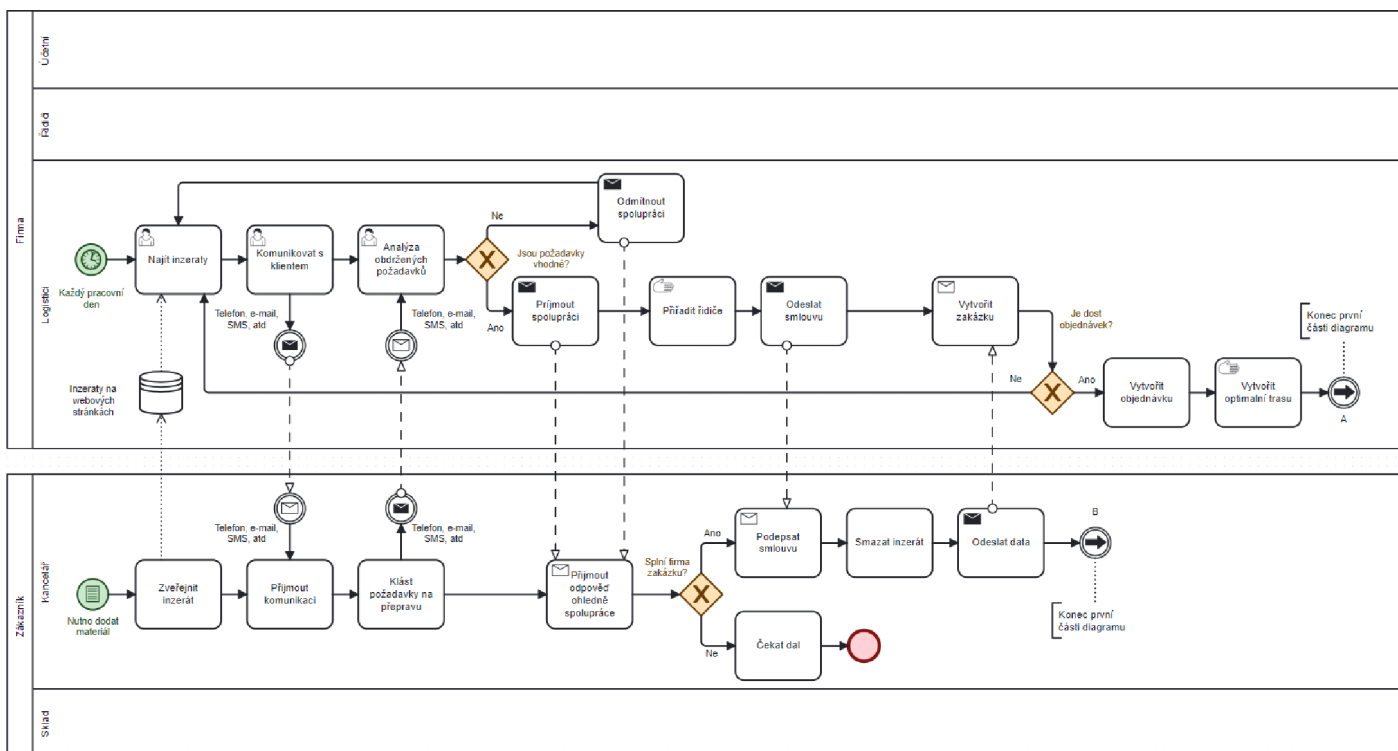 Firma
Účetní
Řidiči
Logistici
Každý pracovní
den
Najít inzeraty
Komunikovat s
klientem
Analýza
obdržených
požadavků
Ne
Jsou požadavky
vhodné?
Ano
Odmítnout
spolupráci
Príjmout
spolupráci
Přiřadit řidiče
Odeslat
smlouvu
Vytvořit
zakázku
Je dost
objednávek?
Ne
Ano
Vytvořit
objednávku
Vytvořit
optimalní trasu
Konec první
části diagramu
A
Telefon, e-mail,
SMS, atd
Telefon, e-mail,
SMS, atd
Inzeraty na
webových
stránkách
Zákazník
Kancelář
Sklad
Nutno dodat
materiál
Zveřejnit
inzerát
Telefon, e-mail,
SMS, atd
Přijmout
komunikaci
Telefon, e-mail,
SMS, atd
Klást
požadavky na
přepravu
Přijmout
odpověď
ohledně
spolupráce
Splní firma
zakázku?
Ano
Ne
Podepsat
smlouvu
Smazat inzerát
Odeslat data
B
Konec první
části diagramu
Čekat dal